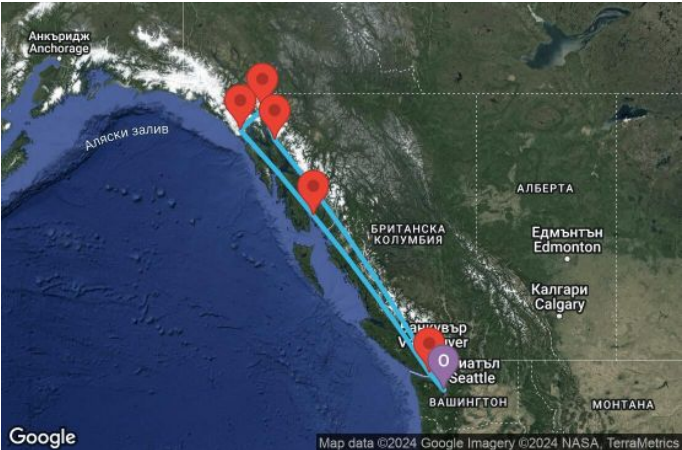 Анкъридж
Anchorage
Аляски залив
АЛБЕРТА
БРИТАНСКА
КОЛУМБИЯ
Едмънтън
Edmonton
Калгари
Calgary
O
Seattle
ВАШИНГТОН
МОНТАНА
Google
Map data ©2024 Google Imagery ©2024 NASA, TerraMetrics